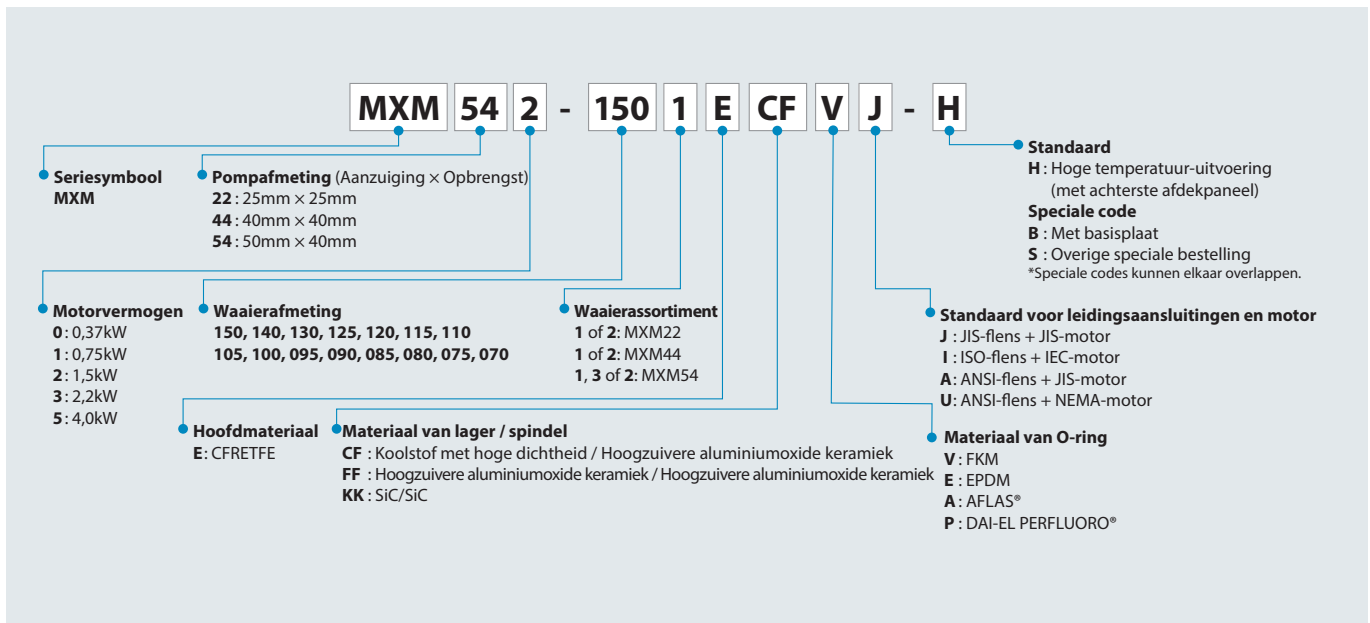 MXM 54 2 - 150 1 E CF V J - H
Seriesymbool
MXM
Pompafmeting (Aanzuiging × Opbrengst)
22 : 25mm × 25mm
44 : 40mm × 40mm
54 : 50mm × 40mm
Standaard
H : Hoge temperatuur-uitvoering
(met achterste afdekpaneel)
Speciale code
B : Met basisplaat
S : Overige speciale bestelling
*Speciale codes kunnen elkaar overlappen.
Motorvermogen
0 : 0,37kW
1 : 0,75kW
2 : 1,5kW
3 : 2,2kW
5 : 4,0kW
Waaierafmeting
150, 140, 130, 125, 120, 115, 110
105, 100, 095, 090, 085, 080, 075, 070
Waaierassortiment
1 of 2: MXM22
1 of 2: MXM44
1, 3 of 2: MXM54
Standaard voor leidingsaansluitingen en motor
J : JIS-flens + JIS-motor
I : ISO-flens + IEC-motor
A: ANSI-flens + JIS-motor
U: ANSI-flens + NEMA-motor
Hoofdmateriaal
E: CFRETFE
Materiaal van lager / spindel
CF : Koolstof met hoge dichtheid / Hoogzuivere aluminiumoxide keramiek
FF : Hoogzuivere aluminiumoxide keramiek / Hoogzuivere aluminiumoxide keramiek
KK : SiC/SiC
Materiaal van O-ring
V : FKM
E : EPDM
A : AFLAS®
P : DAI-EL PERFLUORO®